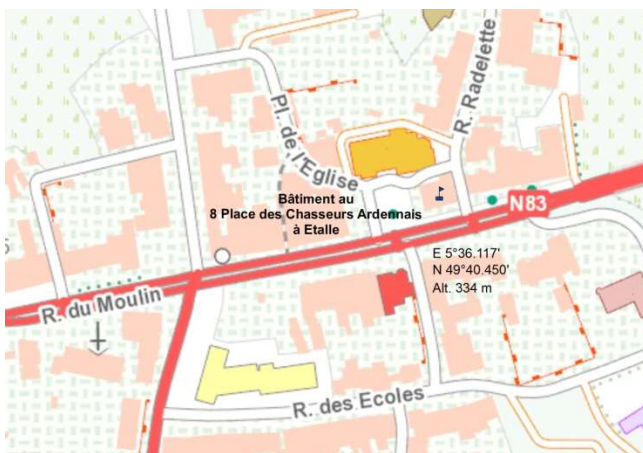 R. Radelette
Pl. de l'Eglise
Bâtiment au
8 Place des Chasseurs Ardennais
à Etalle
N83
E 5°36.117'
N 49°40.450'
Alt. 334 m
R. du Moulin
R. des Ecoles